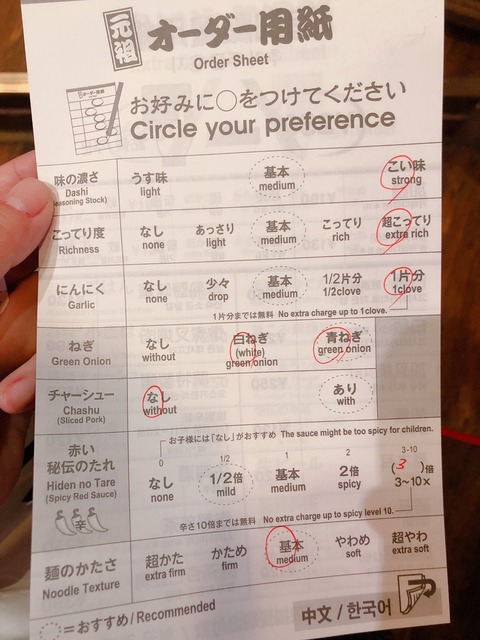 元祖 オーダー用紙
Order Sheet
お好みに○をつけてください
Circle your preference
味の濃さ うす味 基本 こい味
Dashi light medium strong
(Seasoning Stock)
こってり度 なし あっさり 基本 こってり 超こってり
Richness none light medium rich extra rich
にんにく なし 少々 基本 1/2片分 1片分
Garlic none drop medium 1/2clove 1clove
1片分までは無料 No extra charge up to 1clove.
ねぎ なし 白ねぎ 青ねぎ
Green Onion without (white) green onion
green onion
チャーシュー なし あり
Chashu without with
(Sliced Pork)
お子様には「なし」がおすすめ The sauce might be too spicy for children.
赤い 0 1/2 1 2 3-10
秘伝のたれ なし 1/2倍 基本 2倍 (3)倍
Hiden no Tare none mild medium spicy 3~10×
(Spicy Red Sauce)
辛
辛さ10倍までは無料 No extra charge up to spicy level 10.
麺のかたさ 超かた かため 基本 やわめ 超やわ
Noodle Texture extra firm firm medium soft extra soft
=おすすめ/Recommended
中文/한국어